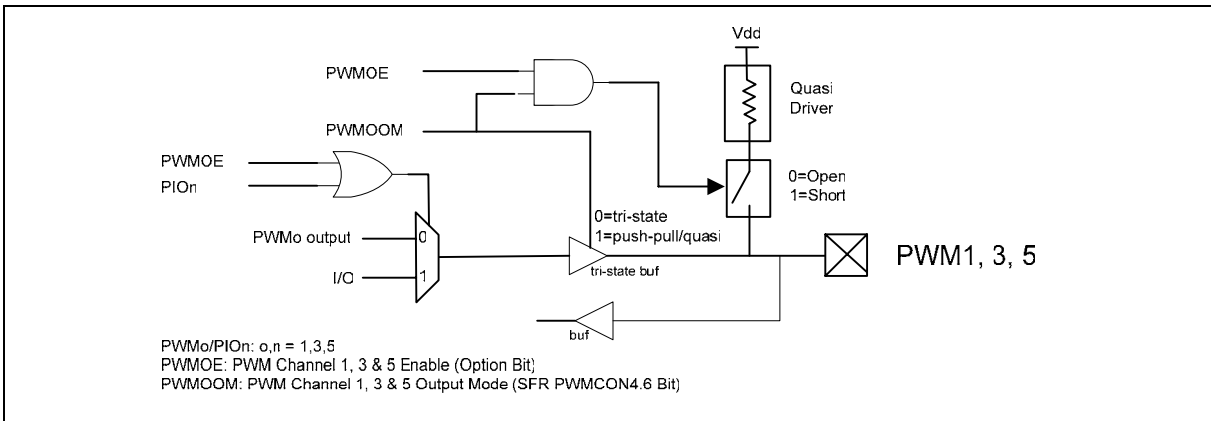 Vdd
PWMOE
Quasi
Driver
PWMOOM
PWMOE
PIOn
0=Open
1=Short
0=tri-state
1=push-pull/quasi
PWMo output
0
I/O
1
tri-state buf
PWM1, 3, 5
buf
PWMo/PIOn: o,n = 1,3,5
PWMOE: PWM Channel 1, 3 & 5 Enable (Option Bit)
PWMOOM: PWM Channel 1, 3 & 5 Output Mode (SFR PWMCON4.6 Bit)